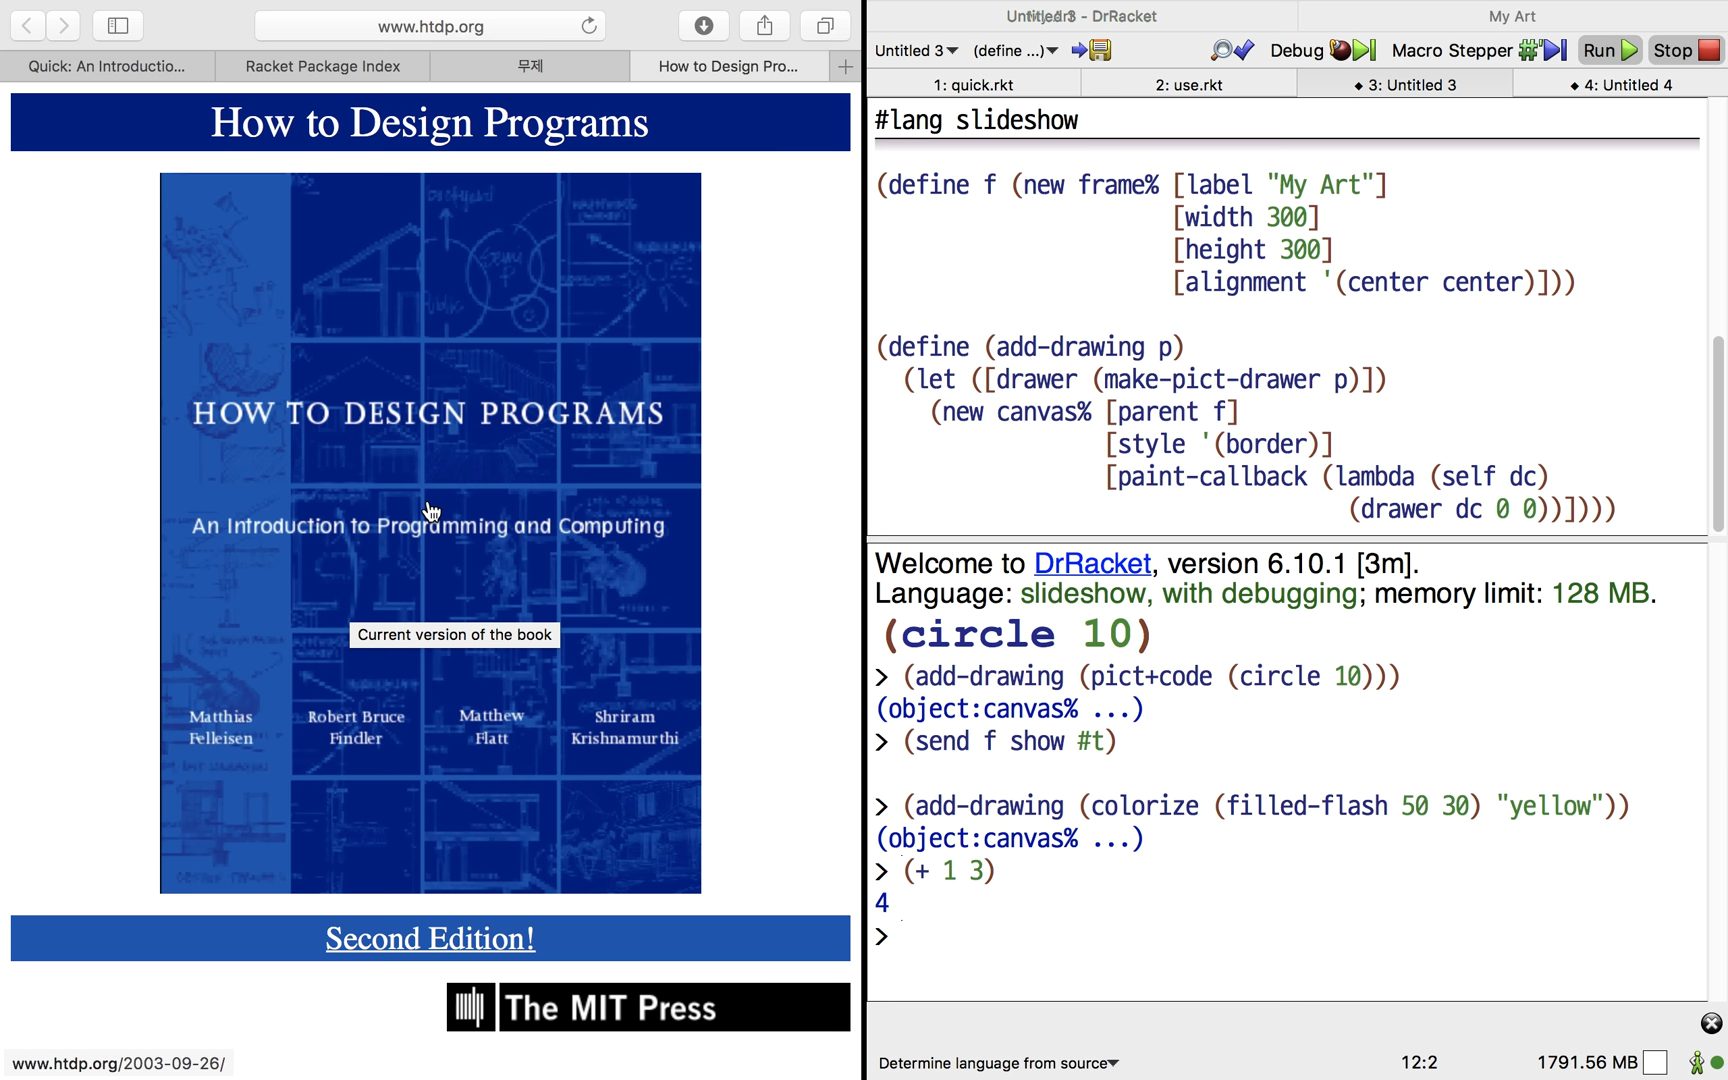 www.htdp.org
Quick: An Introductio...
Racket Package Index
무제
How to Design Pro...
How to Design Programs
HOW TO DESIGN PROGRAMS
An Introduction to Programming and Computing
Current version of the book
Matthias Felleisen
Robert Bruce Findler
Matthew Flatt
Shriram Krishnamurthi
Second Edition!
The MIT Press
www.htdp.org/2003-09-26/
- DrRacket
My Art
Untitled 3
(define ...)
Debug
Macro Stepper
Run
Stop
1: quick.rkt
2: use.rkt
3: Untitled 3
4: Untitled 4
#lang slideshow
(define f (new frame% [label "My Art"]
[width 300]
[height 300]
[alignment '(center center)]))
(define (add-drawing p)
(let ([drawer (make-pict-drawer p)])
(new canvas% [parent f]
[style '(border)]
[paint-callback (lambda (self dc)
(drawer dc 0 0))])))
Welcome to DrRacket, version 6.10.1 [3m].
Language: slideshow, with debugging; memory limit: 128 MB.
(circle 10)
> (add-drawing (pict+code (circle 10)))
(object:canvas% ...)
> (send f show #t)
> (add-drawing (colorize (filled-flash 50 30) "yellow"))
(object:canvas% ...)
> (+ 1 3)
4
>
Determine language from source
12:2
1791.56 MB